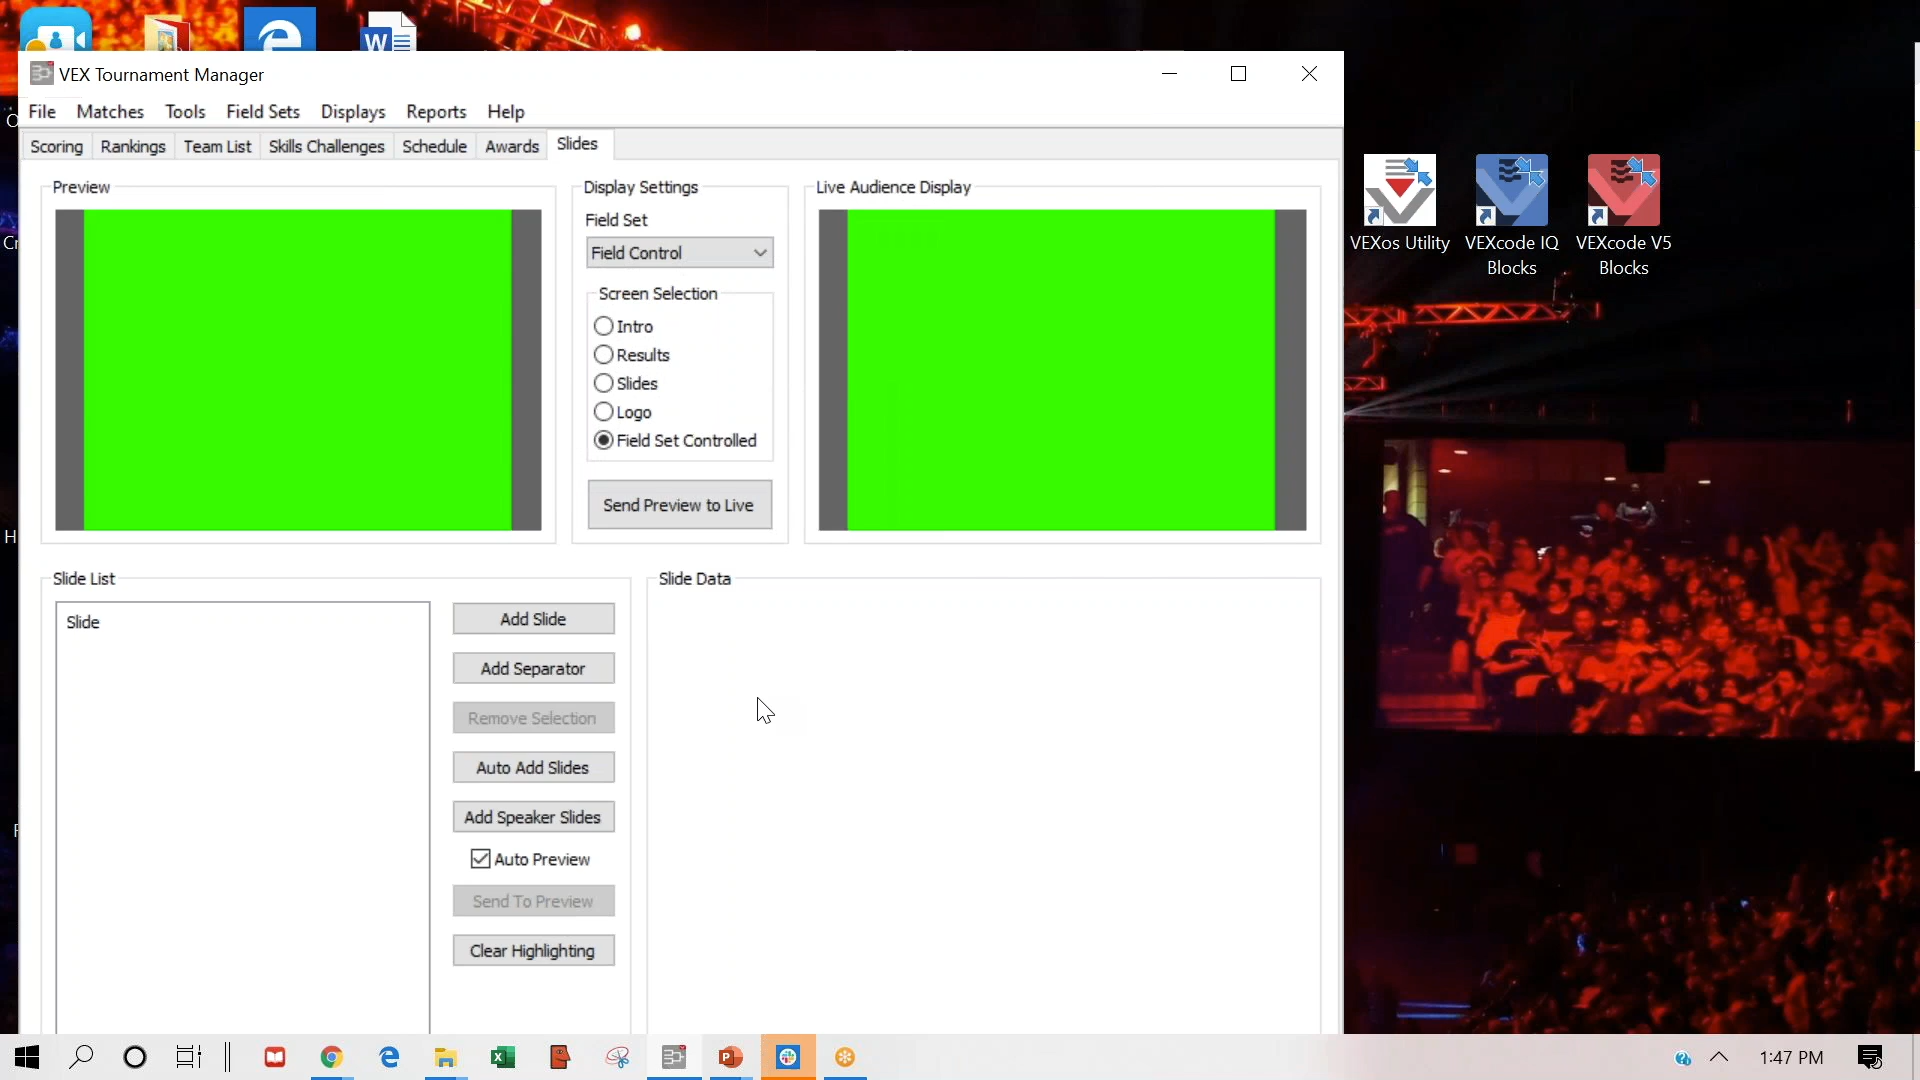 VEX Tournament Manager
File Matches Tools Field Sets Displays Reports Help
Scoring Rankings Team List Skills Challenges Schedule Awards Slides
Preview
Display Settings
Field Set
Field Control
Screen Selection
Intro
Results
Slides
Logo
Field Set Controlled
Send Preview to Live
Live Audience Display
Slide List
Slide
Add Slide
Add Separator
Remove Selection
Auto Add Slides
Add Speaker Slides
Auto Preview
Send To Preview
Clear Highlighting
Slide Data
VEXos Utility
VEXcode IQ
Blocks
VEXcode V5
Blocks
1:47 PM